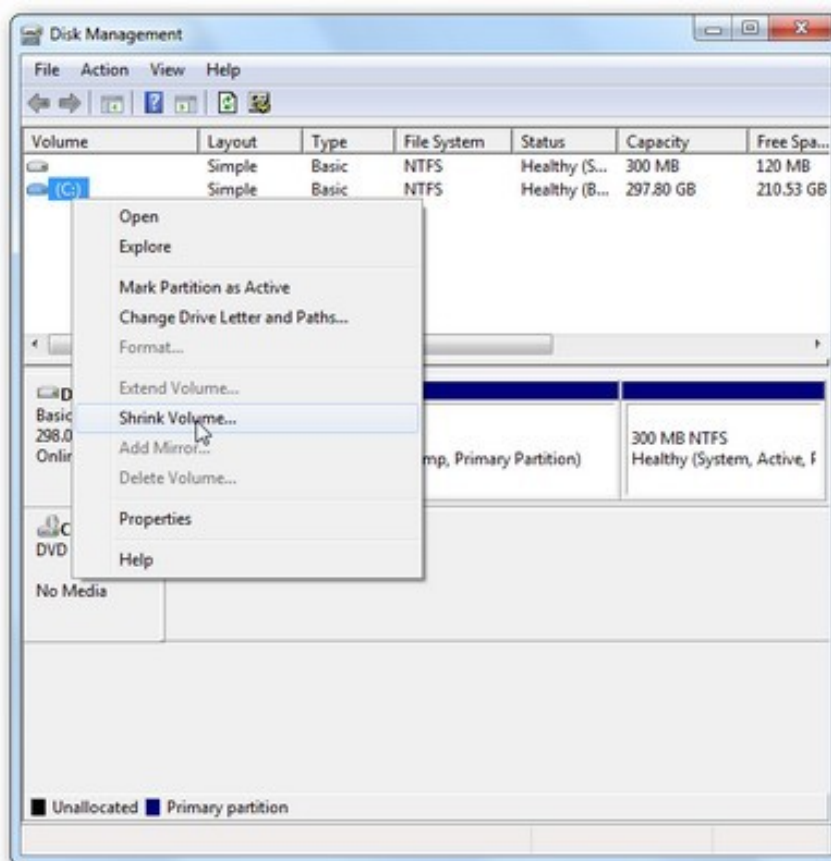 Disk Management
File Action View Help
Volume Layout Type File System Status Capacity Free Spa...
Simple Basic NTFS Healthy (S... 300 MB 120 MB
(C:) Simple Basic NTFS Healthy (B... 297.80 GB 210.53 GB
Open
Explore
Mark Partition as Active
Change Drive Letter and Paths...
Format...
Extend Volume...
Shrink Volume...
Add Mirror...
Delete Volume...
Properties
Help
D
Basic
298.0
Onlin
mp, Primary Partition)
300 MB NTFS
Healthy (System, Active, P
C
DVD
No Media
Unallocated Primary partition